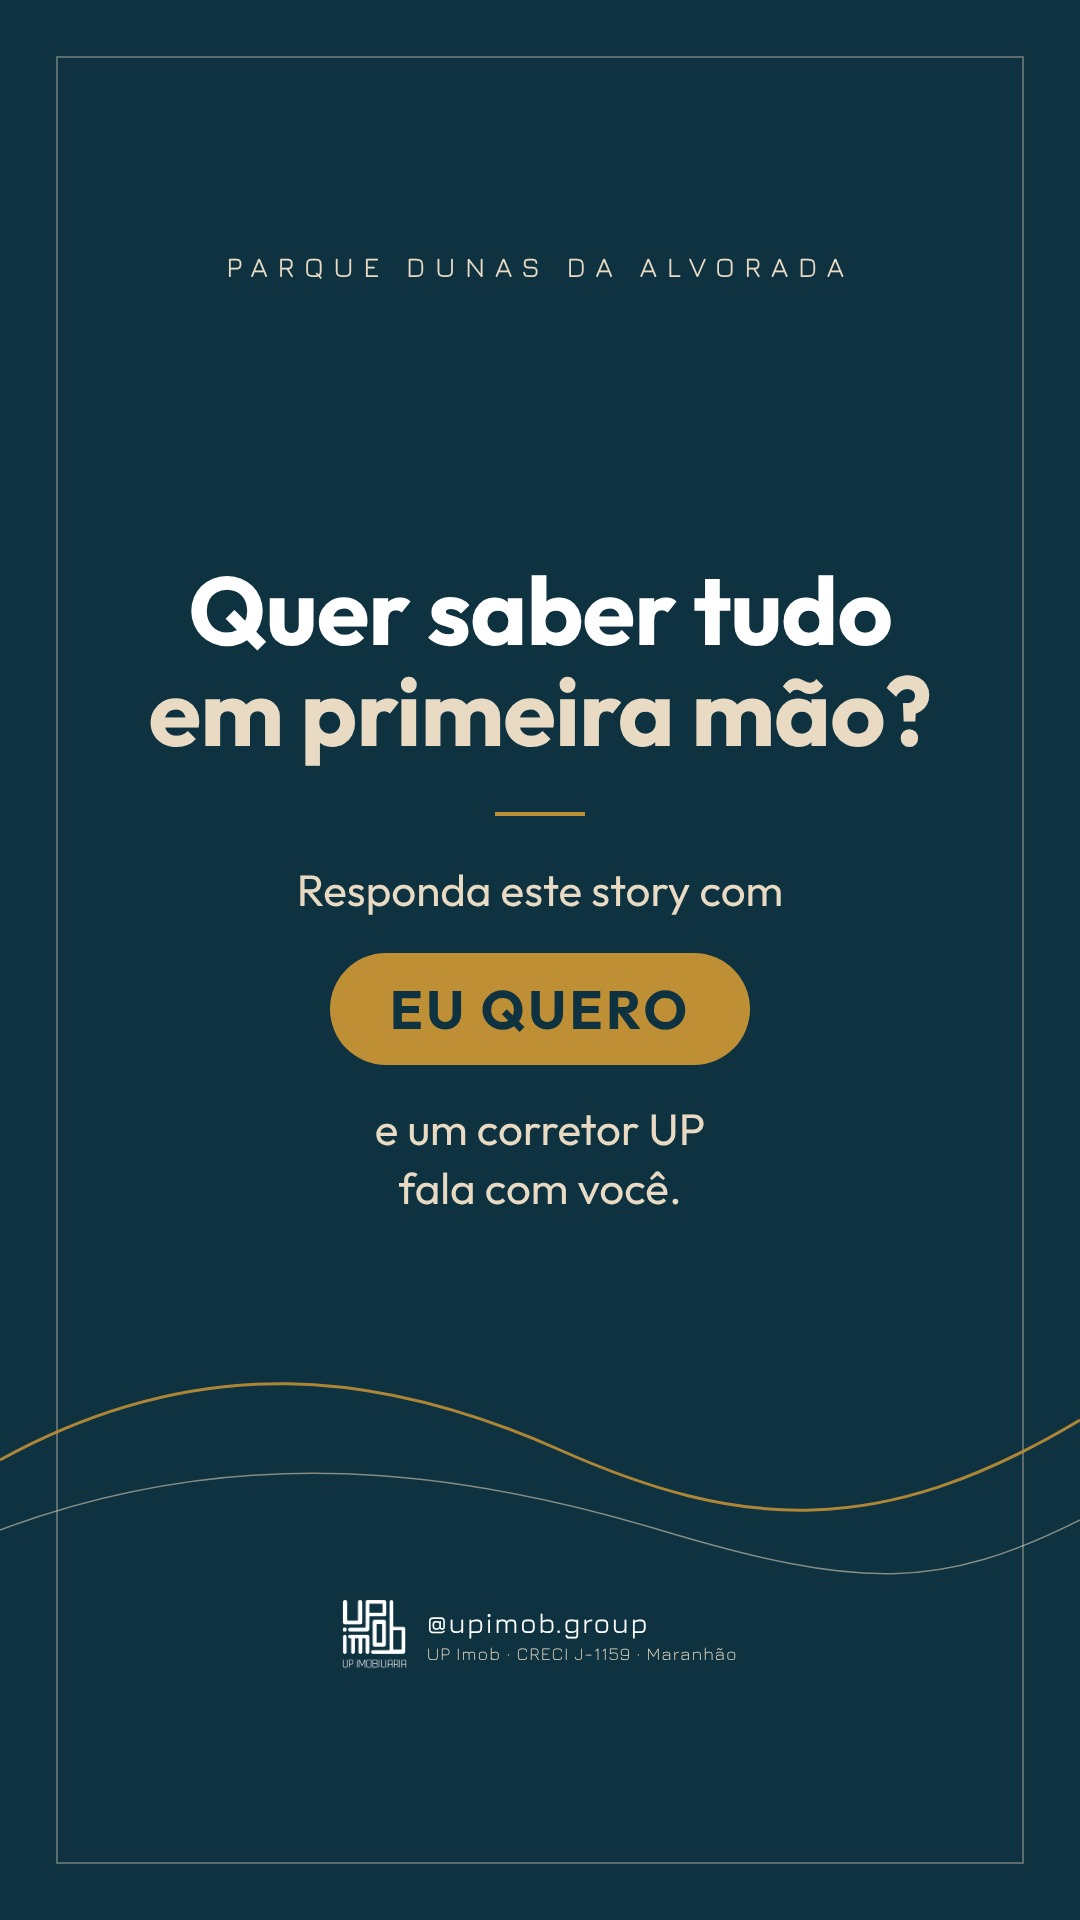 PARQUE DUNAS DA ALVORADA
Quer saber tudo
em primeira mão?
Responda este story com
EU QUERO
e um corretor UP
fala com você.
UP imob
UP IMOBILIARIA
@upimob.group
UP Imob · CRECI J-1159 · Maranhão